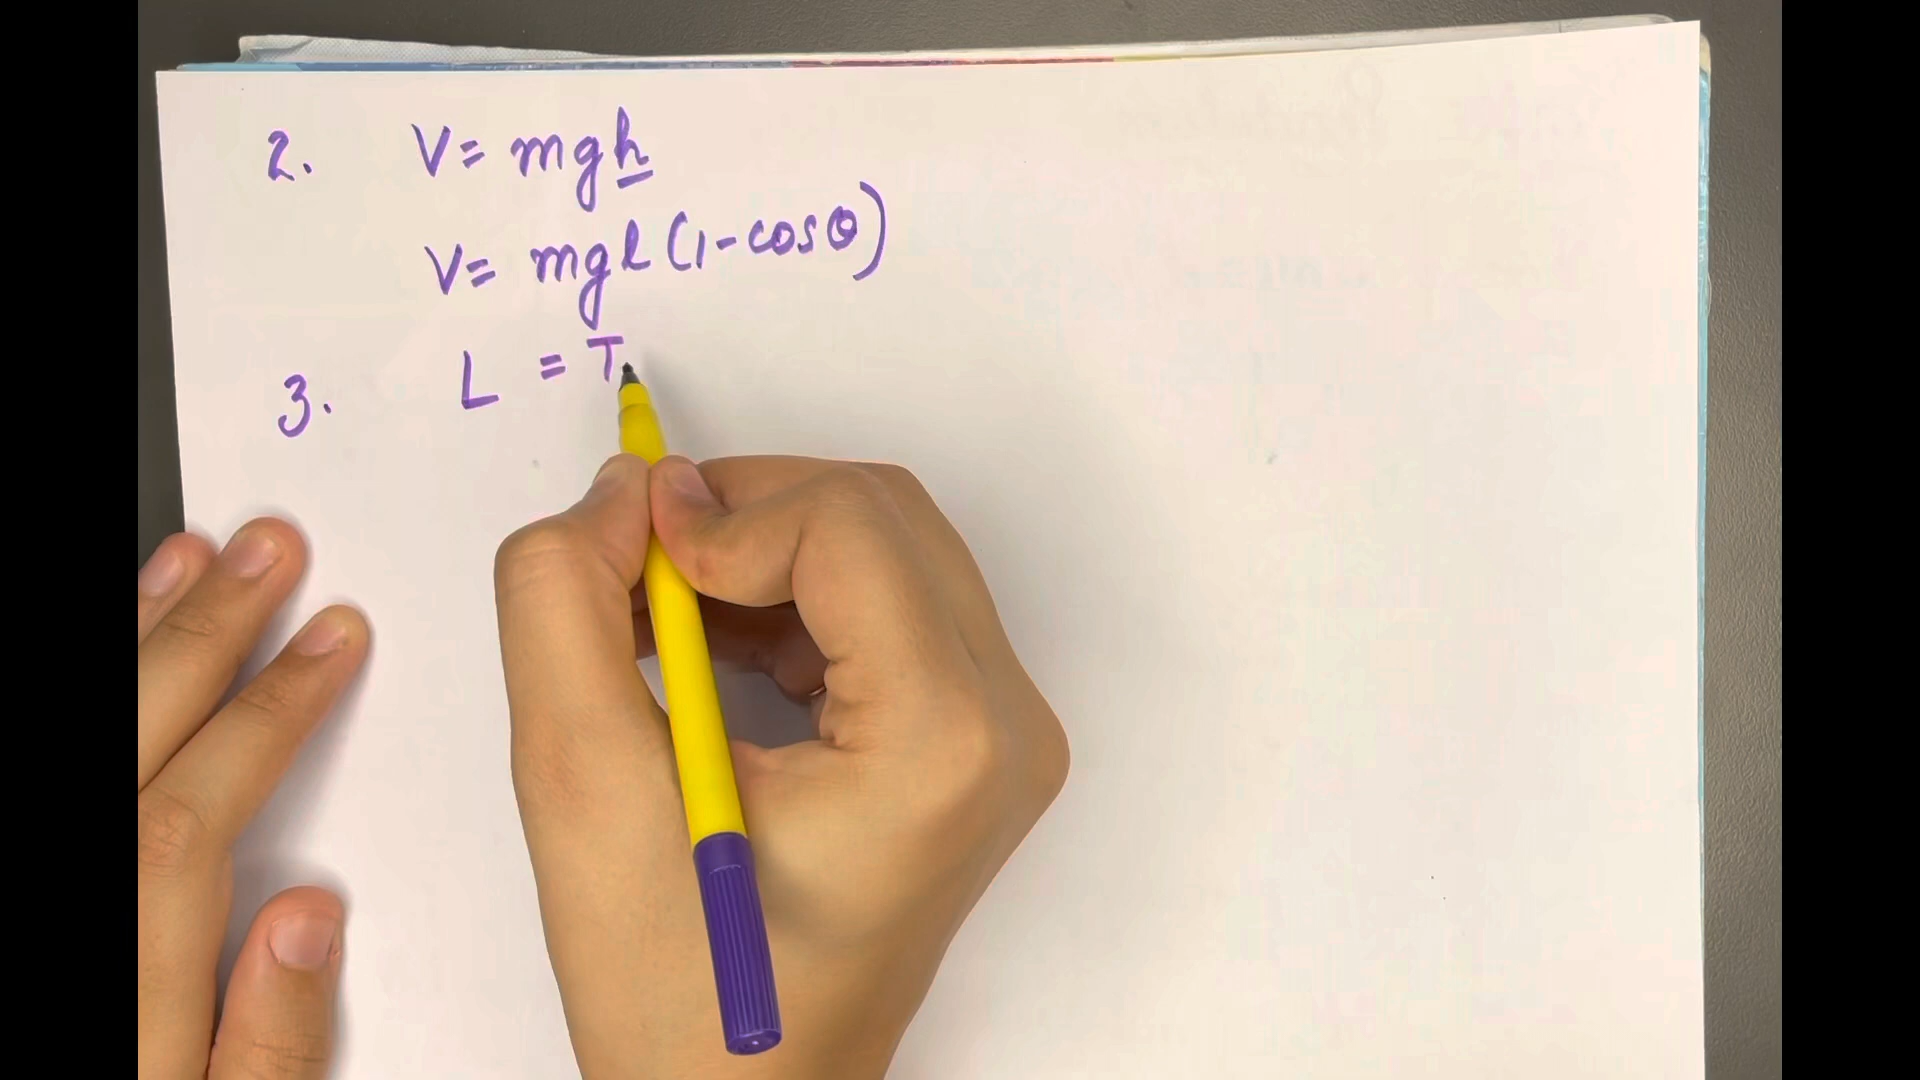 2. V= mgh
V= mgl(1-cosθ)
3. L = T